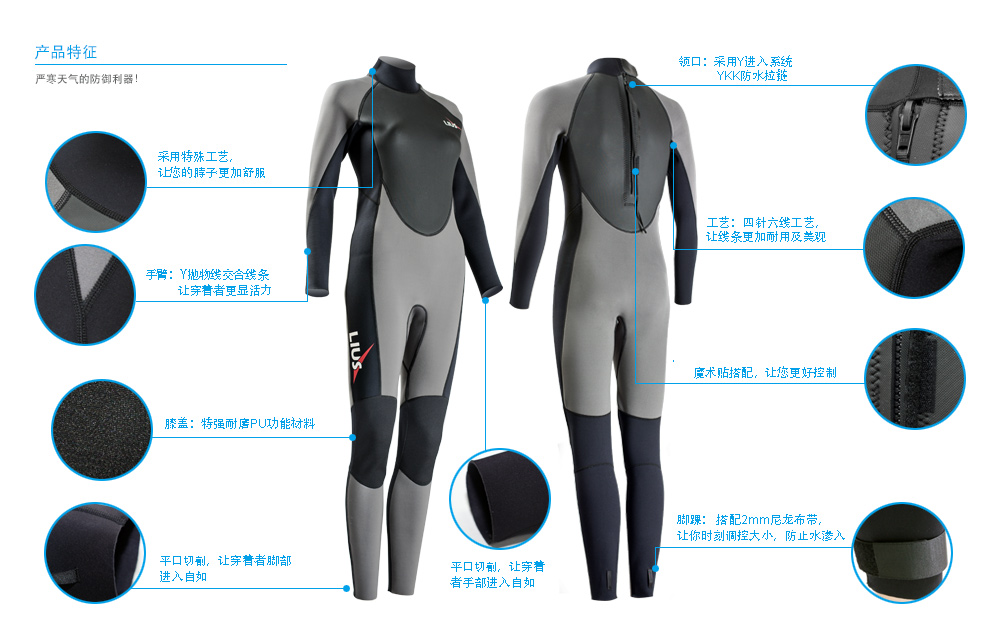 产品特征
严寒天气的防御利器！
领口：采用Y进入系统
YKK防水拉链
采用特殊工艺，
让您的脖子更加舒服
LIUS
工艺：四针六线工艺，
让线条更加耐用及美观
手臂：Y抛物线交合线条
让穿着者更显活力
LIUS
魔术贴搭配，让您更好控制
膝盖：特强耐磨PU功能材料
脚踝：搭配2mm尼龙布带，
让你时刻调控大小，防止水渗入
平口切割，让穿着者脚部
进入自如
平口切割，让穿着
者手部进入自如